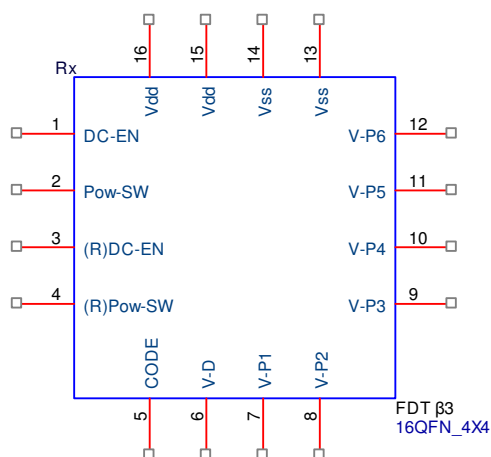 16 15 14 13
Rx
Vdd Vdd Vss Vss
1 DC-EN V-P6 12
2 Pow-SW V-P5 11
3 (R)DC-EN V-P4 10
4 (R)Pow-SW V-P3 9
CODE V-D V-P1 V-P2
5 6 7 8
FDT β3
16QFN_4X4